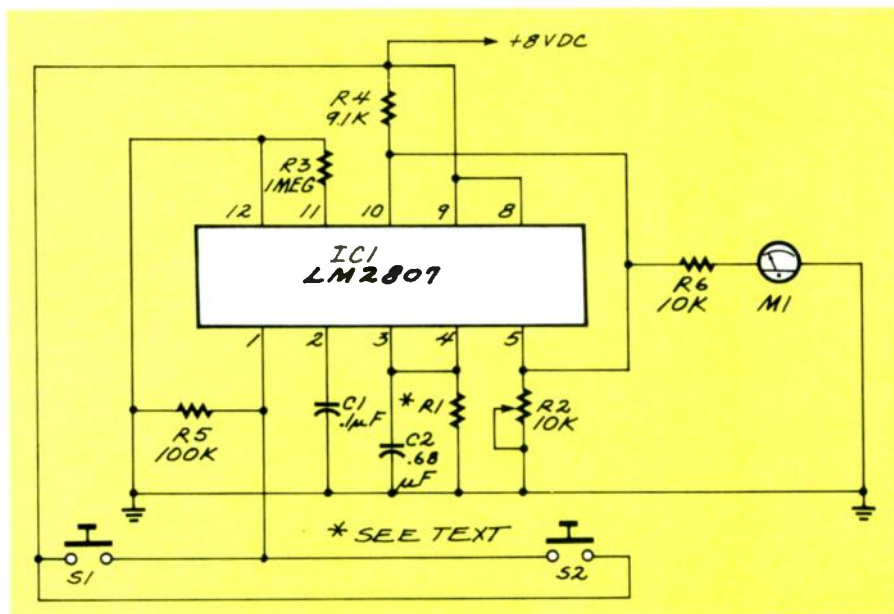 +8VDC
R4
9.1K
R3
1MEG
12 11 10 9 8
IC1
LM2807
R6
10K
M1
1 2 3 4 5
R5
100K
C1
.1µF
* R1
C2
.68
µF
R2
10K
* SEE TEXT
S1
S2